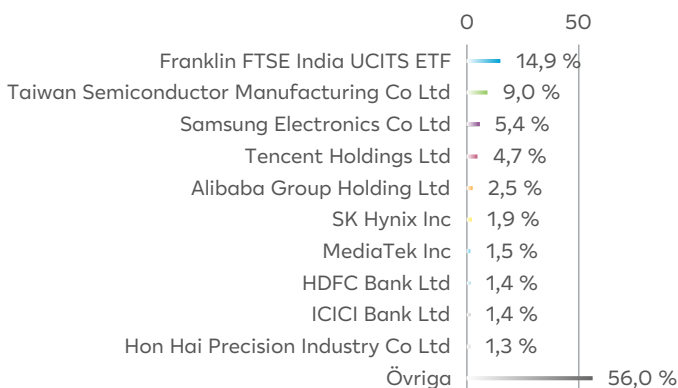 0 50
Franklin FTSE India UCITS ETF 14,9 %
Taiwan Semiconductor Manufacturing Co Ltd 9,0 %
Samsung Electronics Co Ltd 5,4 %
Tencent Holdings Ltd 4,7 %
Alibaba Group Holding Ltd 2,5 %
SK Hynix Inc 1,9 %
MediaTek Inc 1,5 %
HDFC Bank Ltd 1,4 %
ICICI Bank Ltd 1,4 %
Hon Hai Precision Industry Co Ltd 1,3 %
Övriga 56,0 %